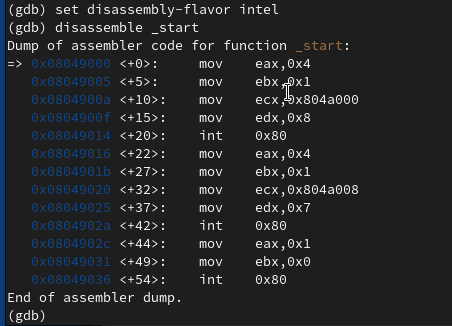 (gdb) set disassembly-flavor intel
(gdb) disassemble _start
Dump of assembler code for function _start:
=> 0x08049000 <+0>:     mov    eax,0x4
   0x08049005 <+5>:     mov    ebx,0x1
   0x0804900a <+10>:    mov    ecx,0x804a000
   0x0804900f <+15>:    mov    edx,0x8
   0x08049014 <+20>:    int    0x80
   0x08049016 <+22>:    mov    eax,0x4
   0x0804901b <+27>:    mov    ebx,0x1
   0x08049020 <+32>:    mov    ecx,0x804a008
   0x08049025 <+37>:    mov    edx,0x7
   0x0804902a <+42>:    int    0x80
   0x0804902c <+44>:    mov    eax,0x1
   0x08049031 <+49>:    mov    ebx,0x0
   0x08049036 <+54>:    int    0x80
End of assembler dump.
(gdb)